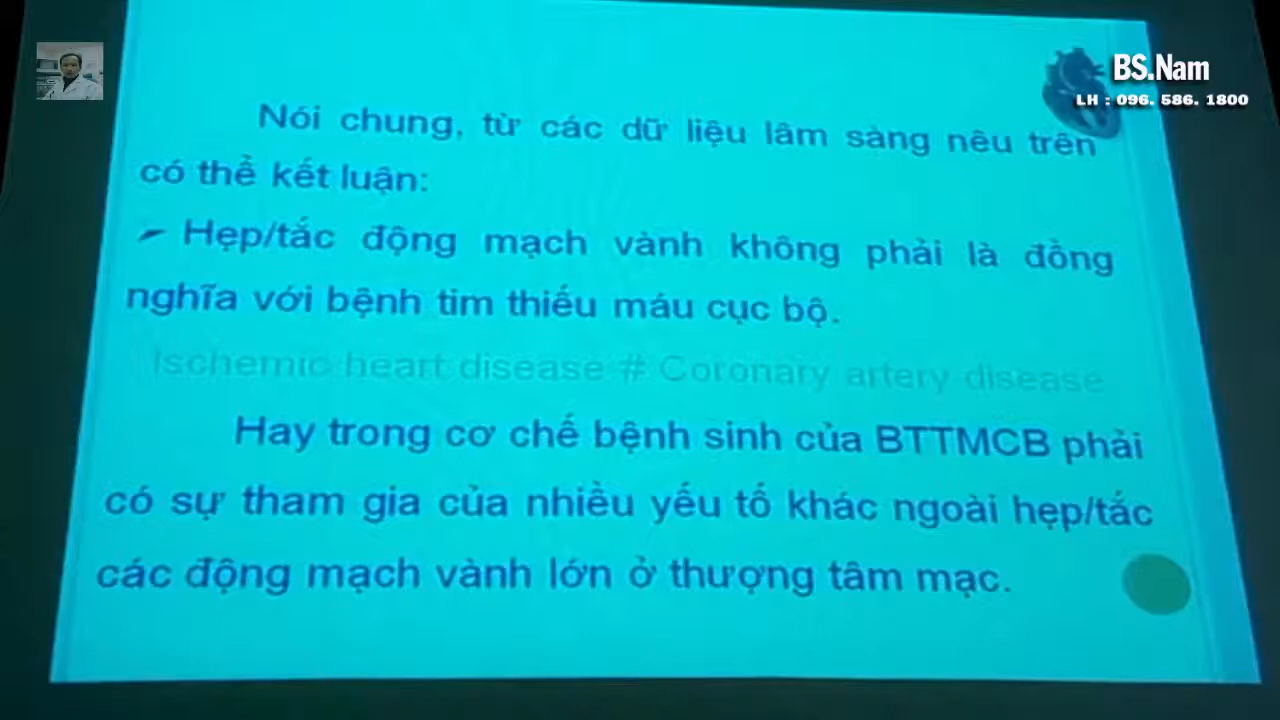 BS.Nam
LH : 096. 586. 1800
Nói chung, từ các dữ liệu lâm sàng nêu trên
có thể kết luận:
Hẹp/tắc động mạch vành không phải là đồng
nghĩa với bệnh tim thiếu máu cục bộ.
Ischemic heart disease # Coronary artery disease
Hay trong cơ chế bệnh sinh của BTTMCB phải
có sự tham gia của nhiều yếu tố khác ngoài hẹp/tắc
các động mạch vành lớn ở thượng tâm mạc.